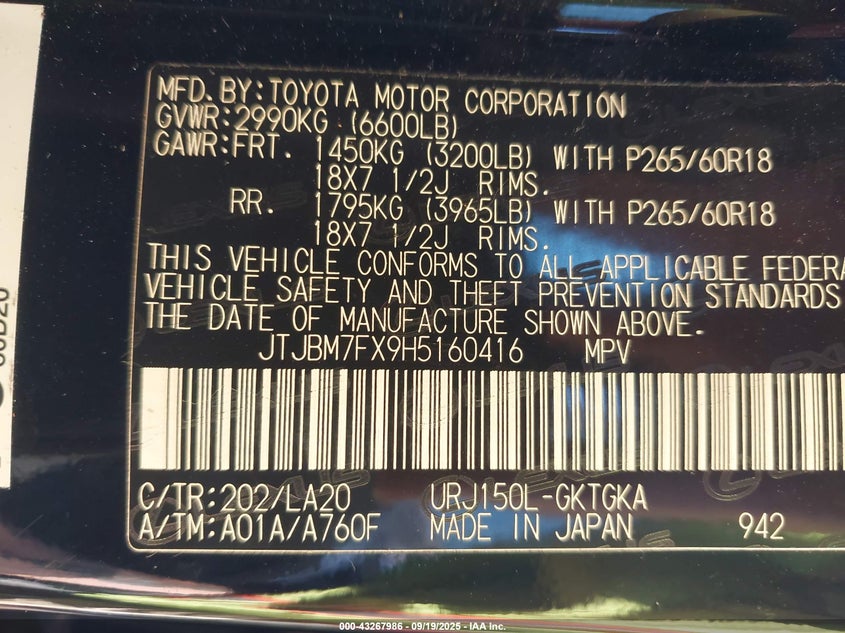 MFD. BY: TOYOTA MOTOR CORPORATION
GVWR: 2990KG (6600LB)
GAWR: FRT. 1450KG (3200LB) WITH P265/60R18
18X7 1/2J RIMS.
RR. 1795KG (3965LB) WITH P265/60R18
18X7 1/2J RIMS.
THIS VEHICLE CONFORMS TO ALL APPLICABLE FEDERA
VEHICLE SAFETY AND THEFT PREVENTION STANDARDS
THE DATE OF MANUFACTURE SHOWN ABOVE.
JTJBM7FX9H5160416 MPV
C/TR: 202/LA20 URJ150L-GKTGKA
A/TM: A01A/A760F MADE IN JAPAN 942
000-43267986 - 09/19/2025 - IAA Inc.